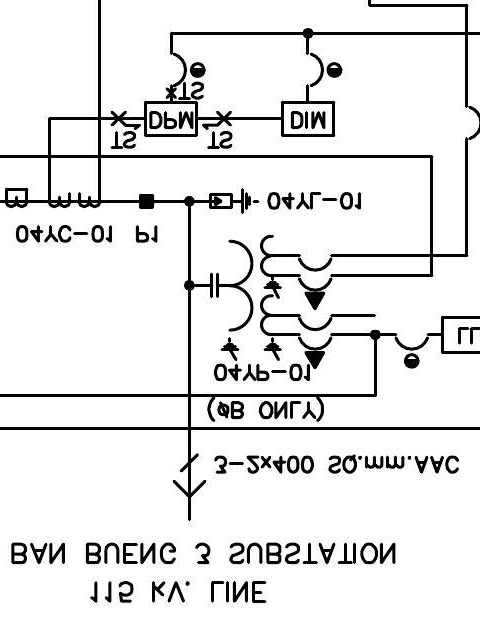 TS
DPM DIM
TS TS
04YL-01
04YC-01 P1
LL
04YP-01
(øB ONLY)
3-2x400 SQ.mm.AAC
BAN BUENG 3 SUBSTATION
115 kV. LINE